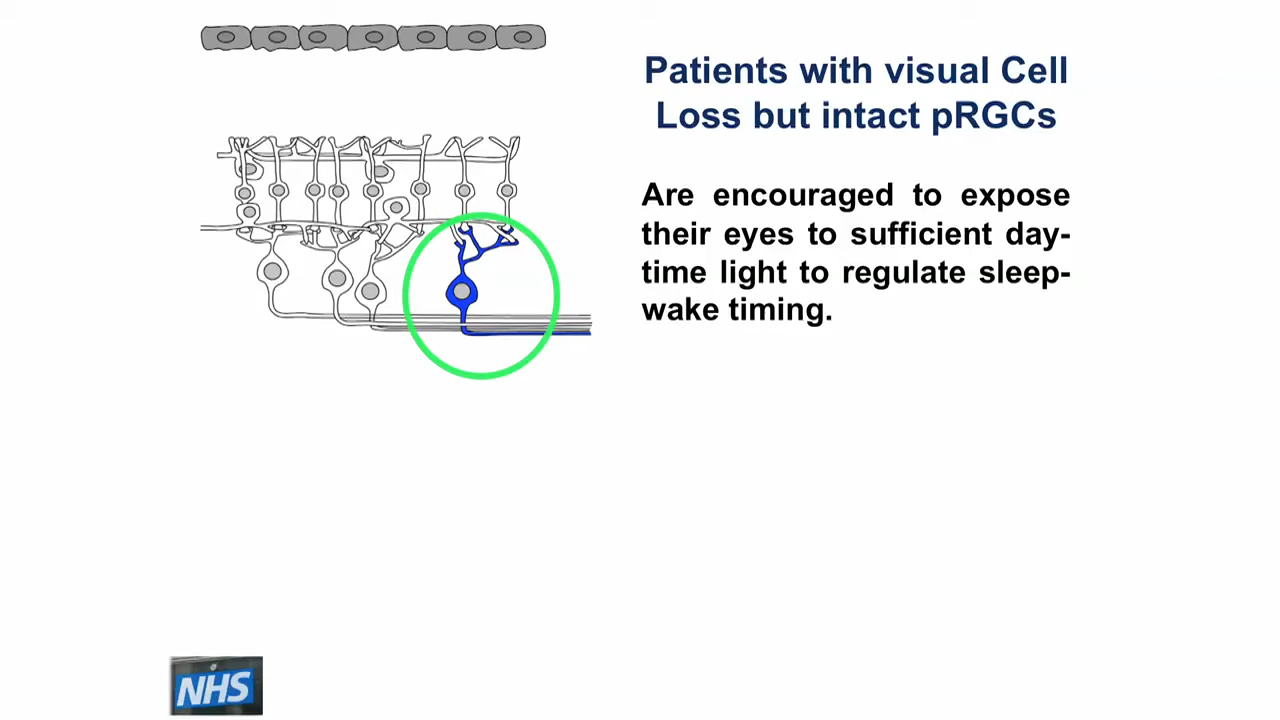 Patients with visual Cell
Loss but intact pRGCs
Are encouraged to expose
their eyes to sufficient day-
time light to regulate sleep-
wake timing.
NHS